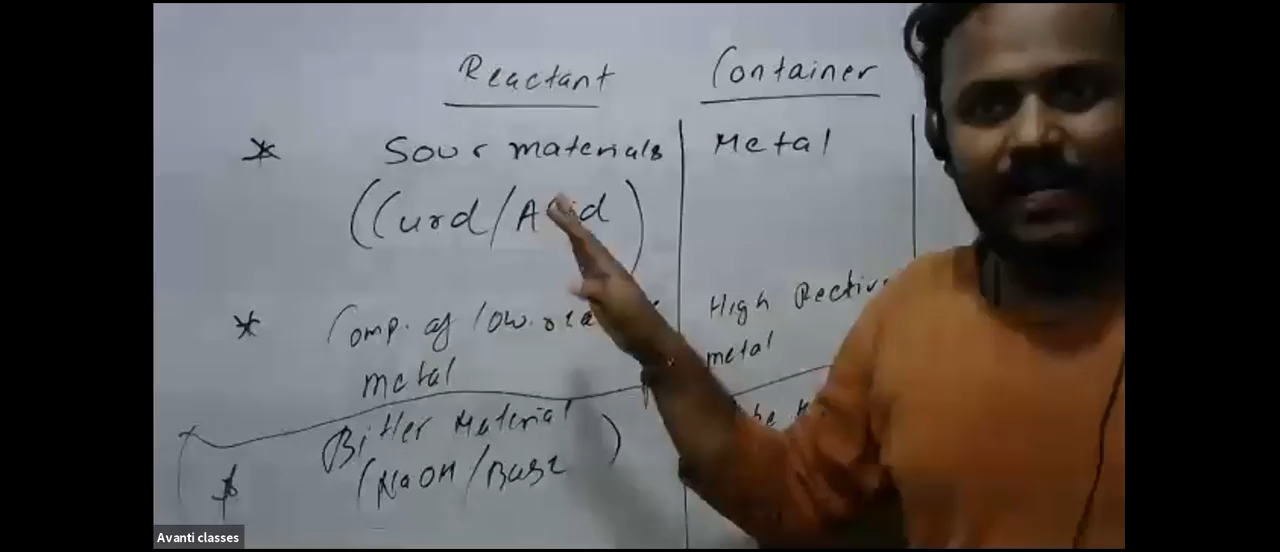 Reactant Container
* Sour materials Metal
(Curd/Acid)
* Comp. of low. High
metal metal
Bitter Material
(NaOH/Base)
Avanti classes